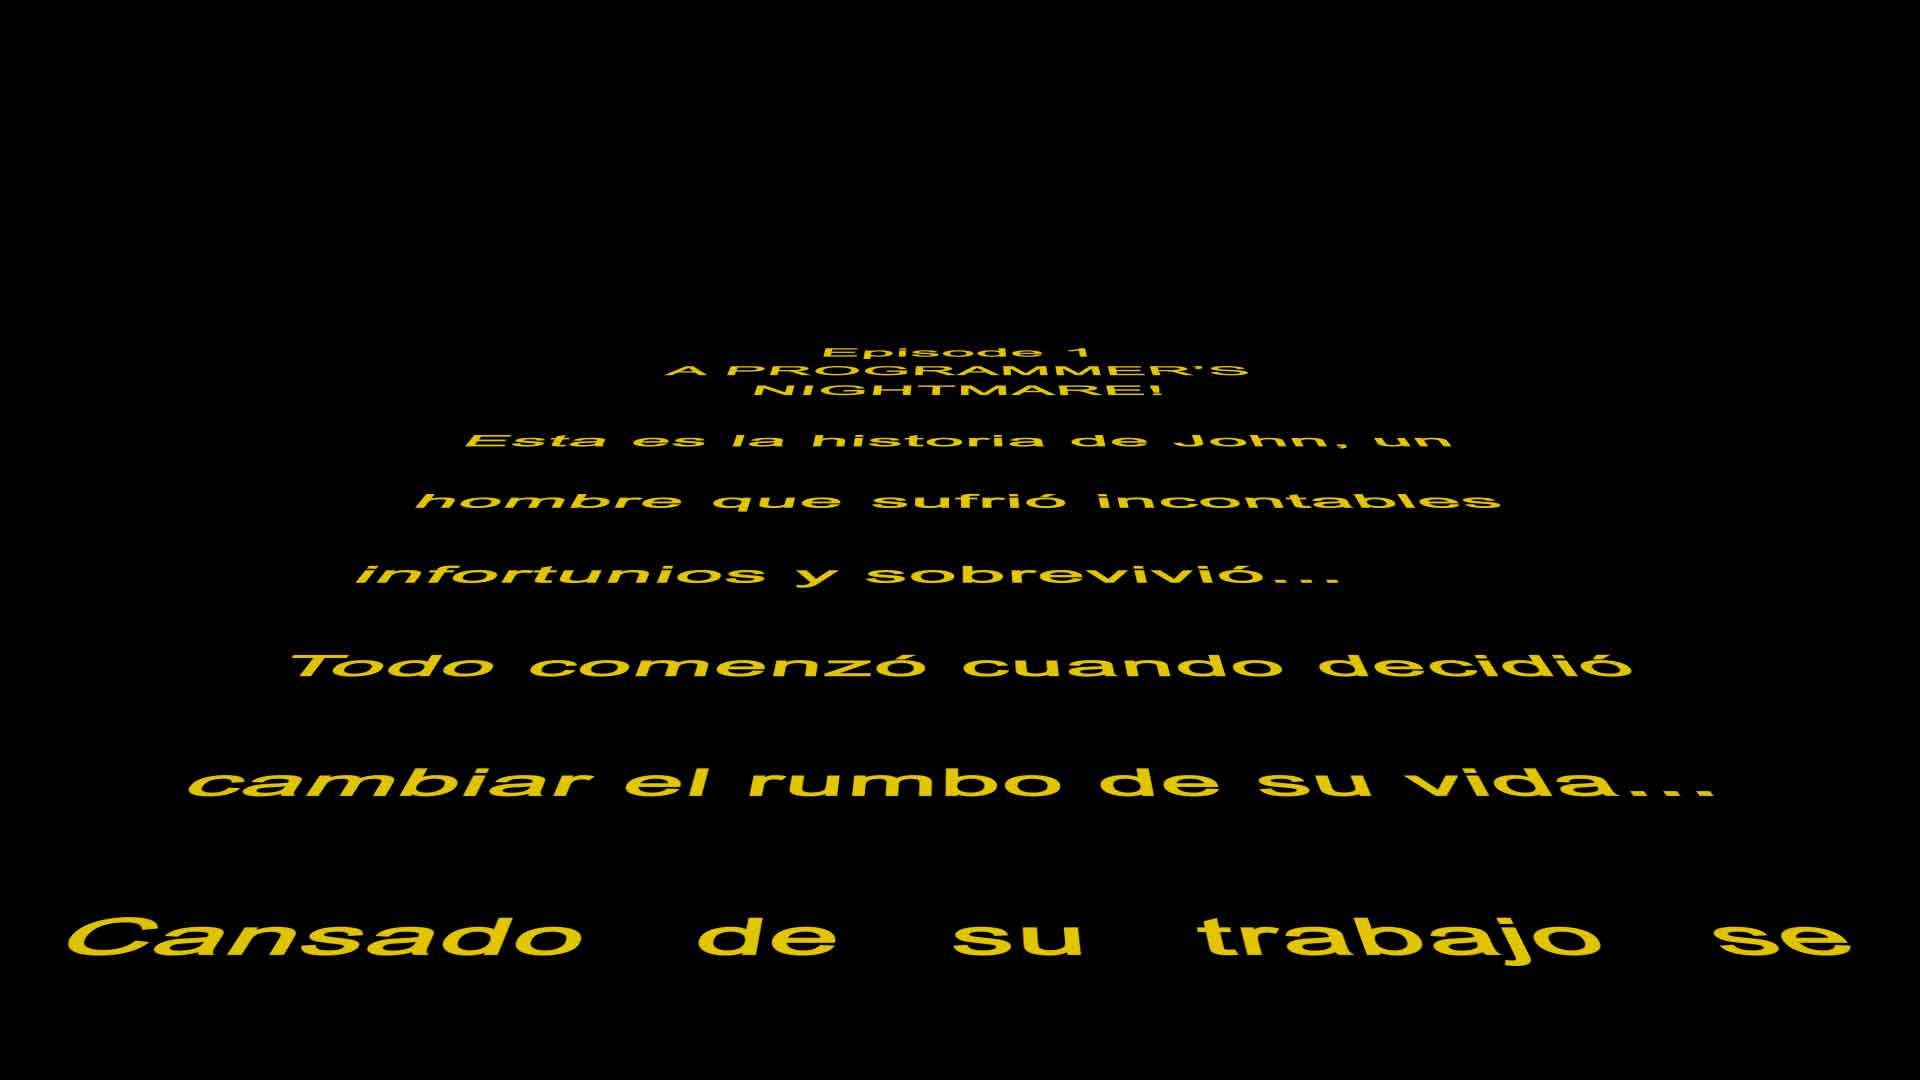 Episode 1
A PROGRAMMER'S
NIGHTMARE!
Esta es la historia de John, un
hombre que sufrió incontables
infortunios y sobrevivió...
Todo comenzó cuando decidió
cambiar el rumbo de su vida...
Cansado de su trabajo se